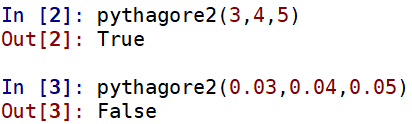 In [2]: pythagore2(3,4,5)
Out[2]: True
In [3]: pythagore2(0.03,0.04,0.05)
Out[3]: False